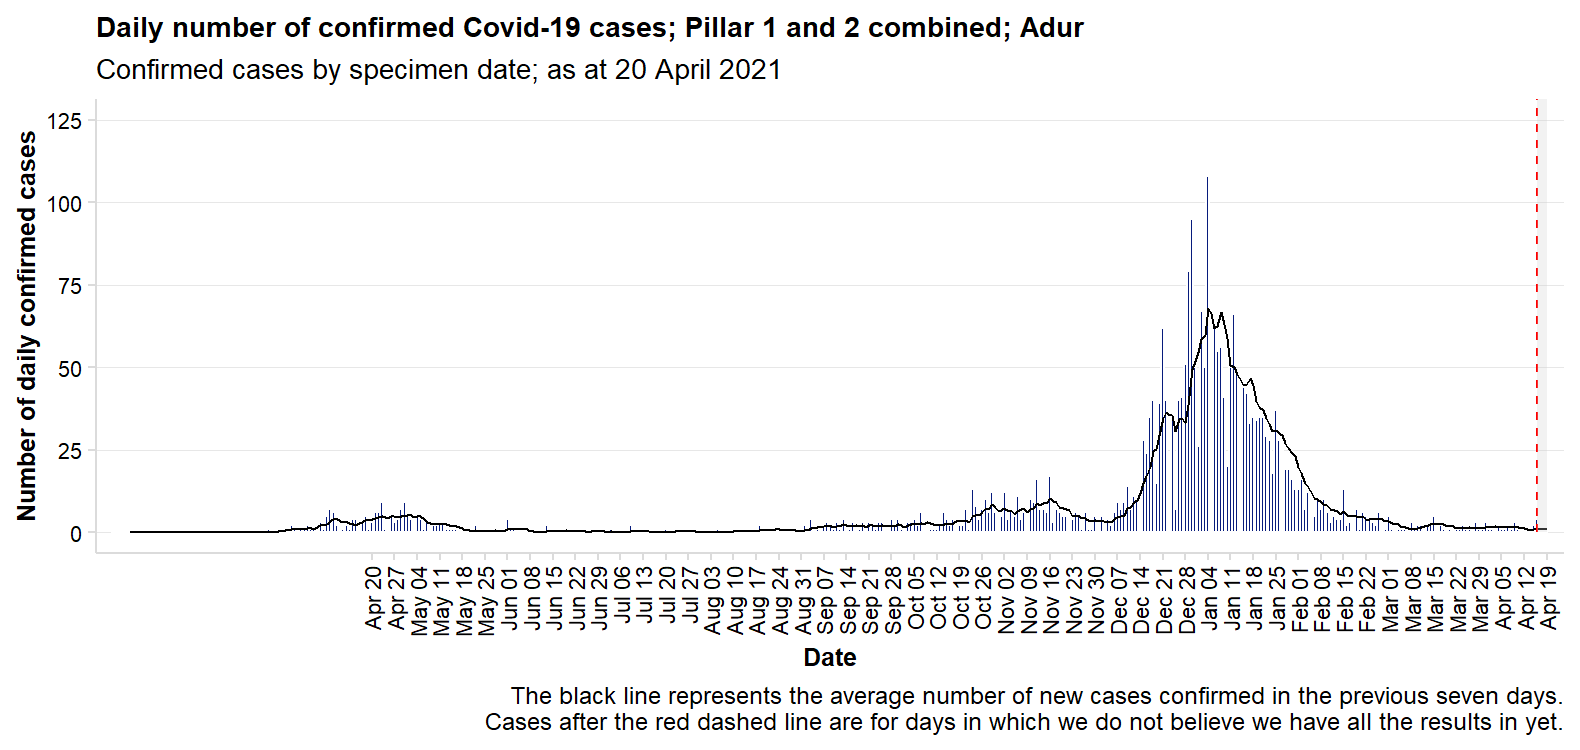 Daily number of confirmed Covid-19 cases; Pillar 1 and 2 combined; Adur
Confirmed cases by specimen date; as at 20 April 2021
Number of daily confirmed cases
125
100
75
50
25
0
Apr 20
Apr 27
May 04
May 11
May 18
May 25
Jun 01
Jun 08
Jun 15
Jun 22
Jun 29
Jul 06
Jul 13
Jul 20
Jul 27
Aug 03
Aug 10
Aug 17
Aug 24
Aug 31
Sep 07
Sep 14
Sep 21
Sep 28
Oct 05
Oct 12
Oct 19
Oct 26
Nov 02
Nov 09
Nov 16
Nov 23
Nov 30
Dec 07
Dec 14
Dec 21
Dec 28
Jan 04
Jan 11
Jan 18
Jan 25
Feb 01
Feb 08
Feb 15
Feb 22
Mar 01
Mar 08
Mar 15
Mar 22
Mar 29
Apr 05
Apr 12
Apr 19
Date
The black line represents the average number of new cases confirmed in the previous seven days.
Cases after the red dashed line are for days in which we do not believe we have all the results in yet.